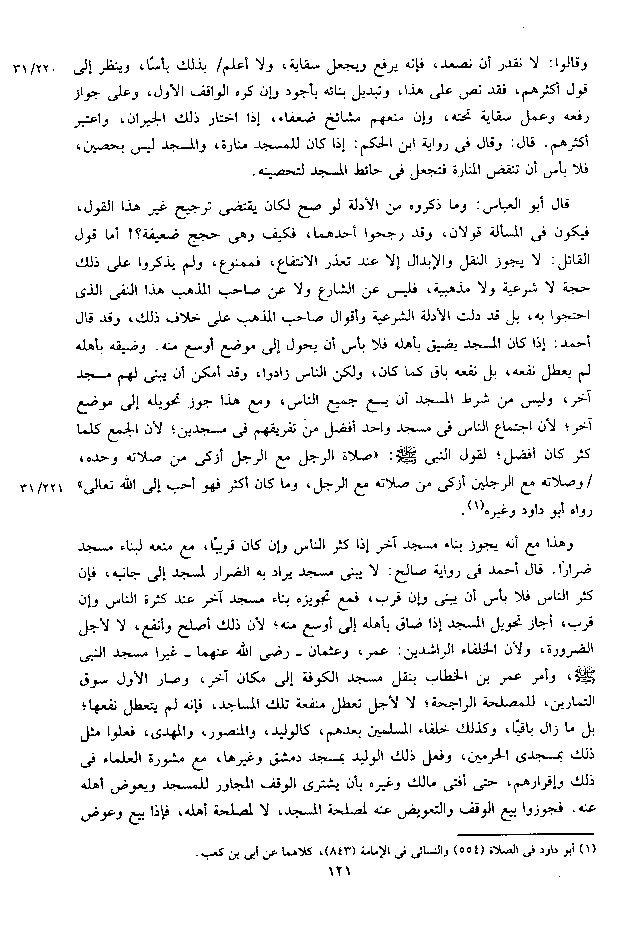 وقالوا: لا نقدر أن نصعد، فإنه يرفع ويجعل سقاية، ولا أعلم/ بذلك بأسًا، وينظر إلى ٣١/٢٢٠
قول أكثرهم، فقد نص على هذا، وتبديل بنائه بأجود وإن كره الواقف الأول، وعلى جواز
رفعه وعمل سقاية تحته، وإن منعهم مشائخ ضعفاء، إذا اختار ذلك الجيران، واعتبر
أكثرهم. قال: وقال فى رواية ابن الحكم: إذا كان للمسجد منارة، والمسجد ليس بحصين،
فلا بأس أن تنقض المنارة فتجعل فى حائط المسجد لتحصينه.
قال أبو العباس: وما ذكروه من الأدلة لو صح لكان يقتضى ترجيح غير هذا القول،
فيكون فى المسألة قولان، وقد رجحوا أحدهما، فكيف وهى حجج ضعيفة؟! أما قول
القائل: لا يجوز النقل والإبدال إلا عند تعذر الانتفاع، فممنوع، ولم يذكروا على ذلك
حجة لا شرعية ولا مذهبية، فليس عن الشارع ولا عن صاحب المذهب هذا النفى الذى
احتجوا به، بل قد دلت الأدلة الشرعية وأقوال صاحب المذهب على خلاف ذلك، وقد قال
أحمد: إذا كان المسجد يضيق بأهله فلا بأس أن يحول إلى موضع أوسع منه. وضيقه بأهله
لم يعطل نفعه، بل نفعه باق كما كان، ولكن الناس زادوا، وقد أمكن أن يبنى لهم مسجد
آخر، وليس من شرط المسجد أن يسع جميع الناس، ومع هذا جوز تحويله إلى موضع
آخر؛ لأن اجتماع الناس فى مسجد واحد أفضل من تفريقهم فى مسجدين؛ لأن الجمع كلما
كثر كان أفضل؛ لقول النبى ﷺ: «صلاة الرجل مع الرجل أزكى من صلاته وحده،
/وصلاته مع الرجلين أزكى من صلاته مع الرجل، وما كان أكثر فهو أحب إلى الله تعالى» ٣١/٢٢١
رواه أبو داود وغيره(١).
وهذا مع أنه يجوز بناء مسجد آخر إذا كثر الناس وإن كان قريبًا، مع منعه لبناء مسجد
ضرارًا. قال أحمد فى رواية صالح: لا يبنى مسجد يراد به الضرار لمسجد إلى جانبه، فإن
كثر الناس فلا بأس أن يبنى وإن قرب، فمع تجويزه بناء مسجد آخر عند كثرة الناس وإن
قرب، أجاز تحويل المسجد إذا ضاق بأهله إلى أوسع منه؛ لأن ذلك أصلح وأنفع، لا لأجل
الضرورة، ولأن الخلفاء الراشدين: عمر، وعثمان ـ رضى الله عنهما ـ غيرا مسجد النبى
ﷺ، وأمر عمر بن الخطاب بنقل مسجد الكوفة إلى مكان آخر، وصار الأول سوق
التمارين، للمصلحة الراجحة؛ لا لأجل تعطل منفعة تلك المساجد، فإنه لم يتعطل نفعها؛
بل ما زال باقيًا، وكذلك خلفاء المسلمين بعدهم، كالوليد، والمنصور، والمهدى، فعلوا مثل
ذلك بمسجدى الحرمين، وفعل ذلك الوليد بمسجد دمشق وغيرها، مع مشورة العلماء فى
ذلك وإقرارهم، حتى أفتى مالك وغيره بأن يشترى الوقف المجاور للمسجد ويعوض أهله
عنه. فجوزوا بيع الوقف والتعويض عنه لمصلحة المسجد، لا لمصلحة أهله، فإذا بيع وعوض
(١) أبو داود فى الصلاة (٥٥٤) والنسائى فى الإمامة (٨٤٣)، كلاهما عن أبى بن كعب.
١٢١